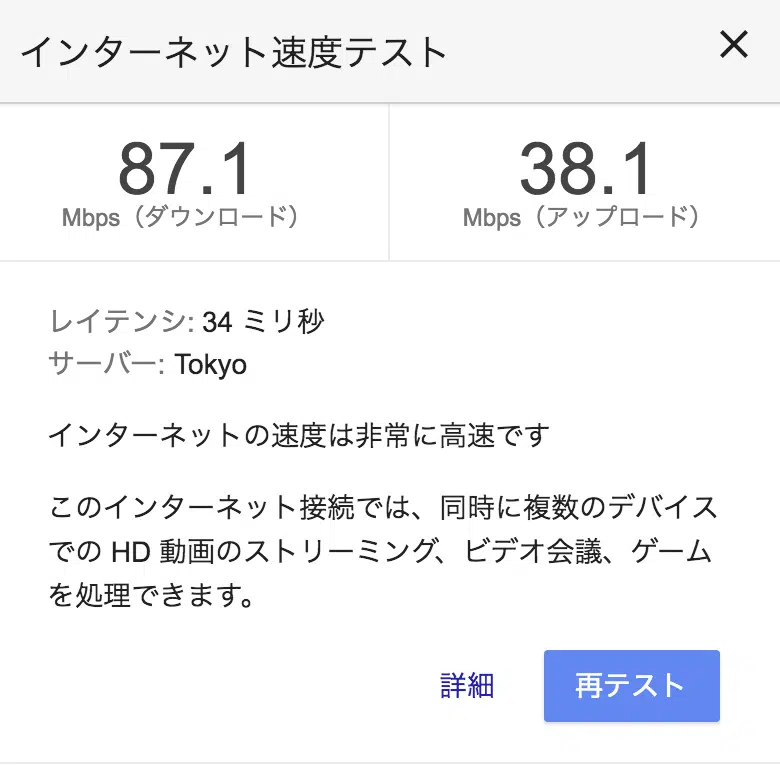 インターネット速度テスト
87.1
Mbps（ダウンロード）
38.1
Mbps（アップロード）
レイテンシ: 34 ミリ秒
サーバー: Tokyo
インターネットの速度は非常に高速です
このインターネット接続では、同時に複数のデバイス
での HD 動画のストリーミング、ビデオ会議、ゲーム
を処理できます。
詳細
再テスト